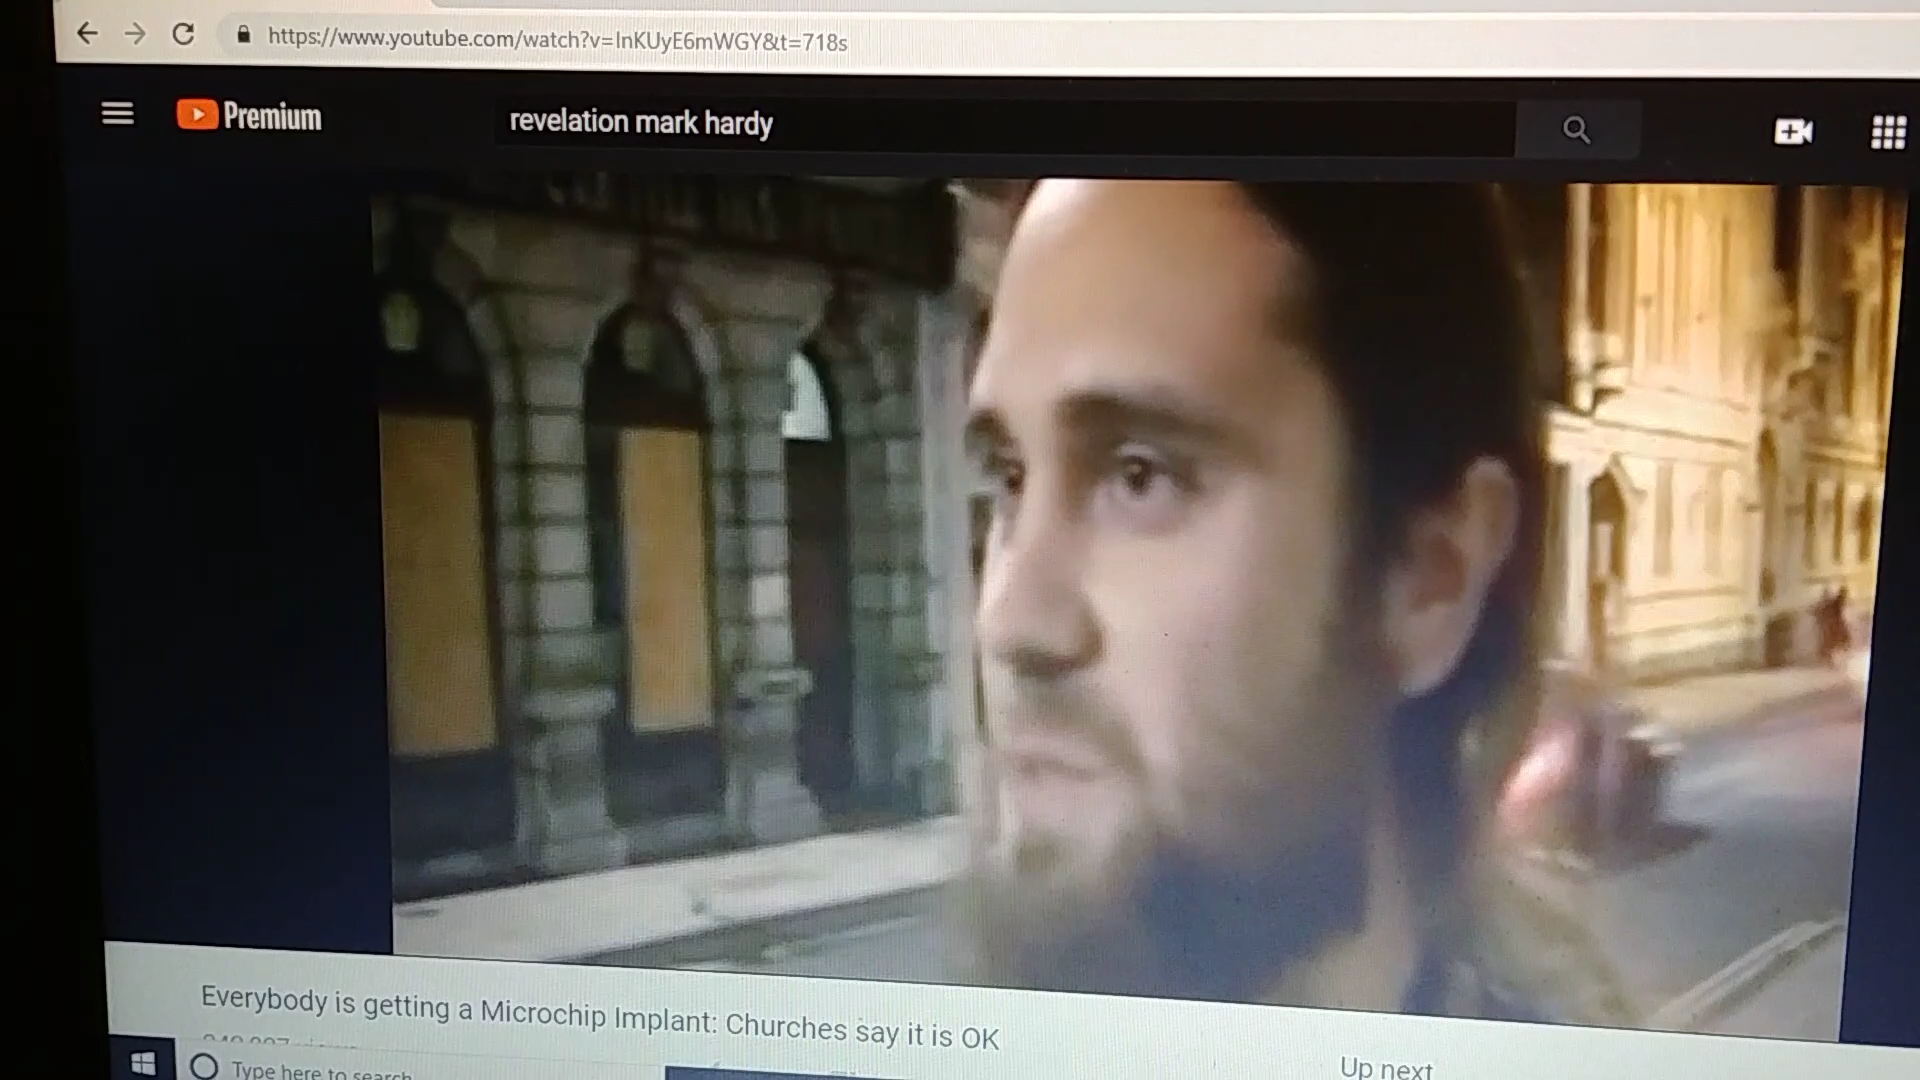 https://www.youtube.com/watch?v=lnKUyE6mWGY&t=718s
Premium
revelation mark hardy
Everybody is getting a Microchip Implant: Churches say it is OK
Up next
Type here to search